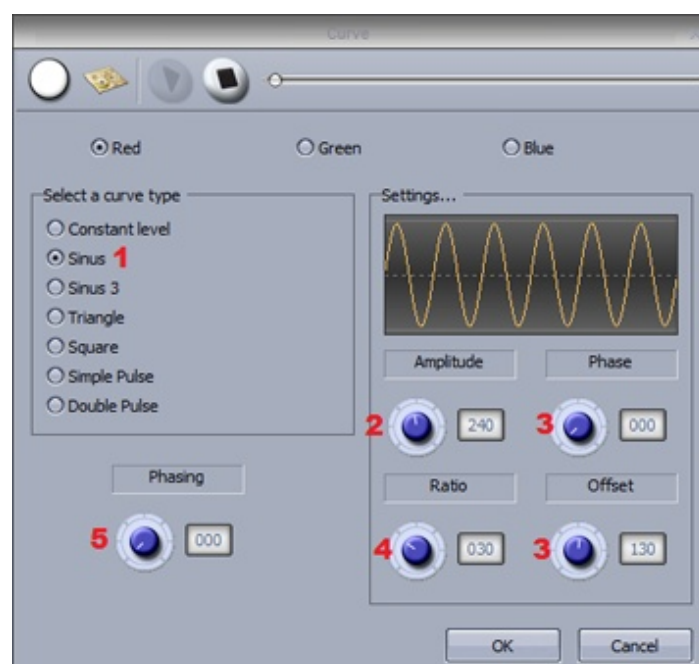 Curve
Red Green Blue
Select a curve type
Constant level
Sinus 1
Sinus 3
Triangle
Square
Simple Pulse
Double Pulse
Phasing
5 000
Settings...
Amplitude Phase
2 240 3 000
Ratio Offset
4 030 3 130
OK Cancel